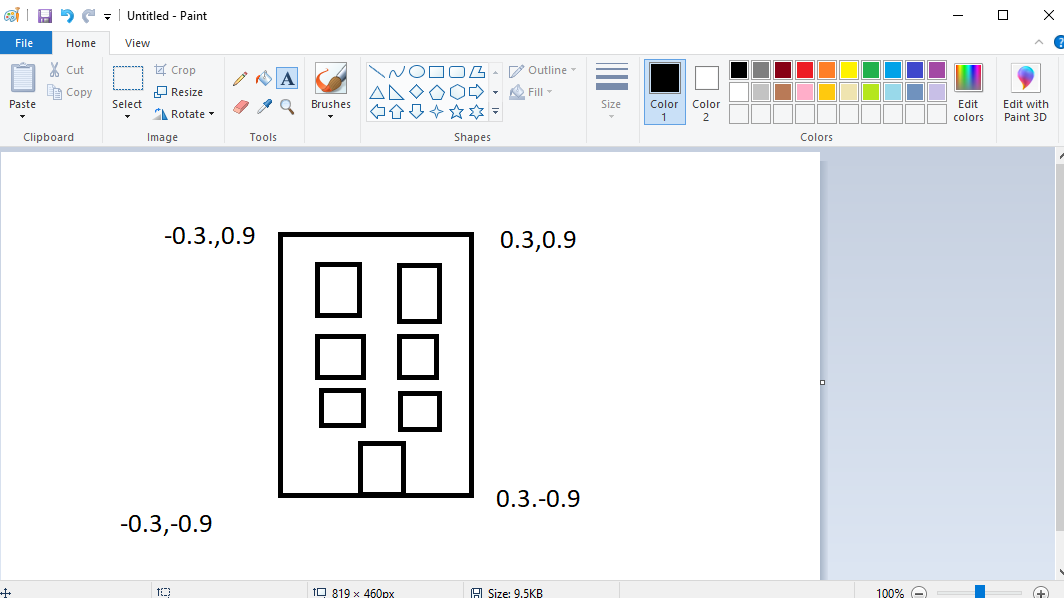 Untitled - Paint
File Home View
Cut
Copy
Paste
Clipboard
Select
Crop
Resize
Rotate
Image
A
Tools
Brushes
Outline
Fill
Shapes
Size
Color 1
Color 2
Edit colors
Edit with Paint 3D
Colors
-0.3.,0.9
0.3,0.9
0.3.-0.9
-0.3,-0.9
819 × 460px
Size: 9.5KB
100%